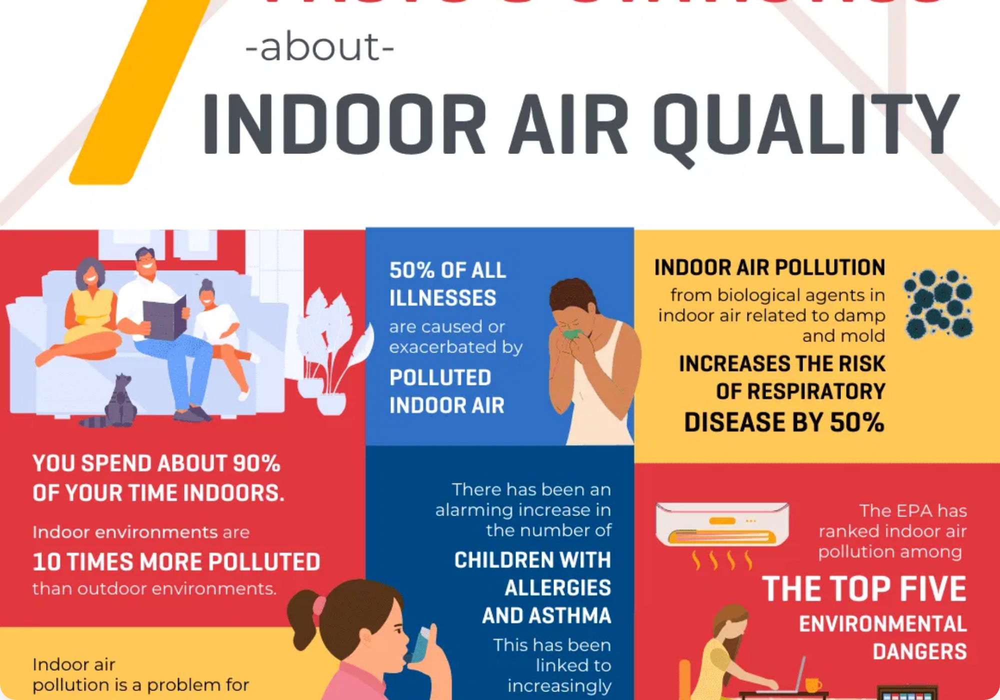 7
-about-
INDOOR AIR QUALITY
YOU SPEND ABOUT 90%
OF YOUR TIME INDOORS.
Indoor environments are
10 TIMES MORE POLLUTED
than outdoor environments.
Indoor air
pollution is a problem for
50% OF ALL
ILLNESSES
are caused or
exacerbated by
POLLUTED
INDOOR AIR
There has been an
alarming increase in
the number of
CHILDREN WITH
ALLERGIES
AND ASTHMA
This has been
linked to
increasingly
INDOOR AIR POLLUTION
from biological agents in
indoor air related to damp
and mold
INCREASES THE RISK
OF RESPIRATORY
DISEASE BY 50%
The EPA has
ranked indoor air
pollution among
THE TOP FIVE
ENVIRONMENTAL
DANGERS